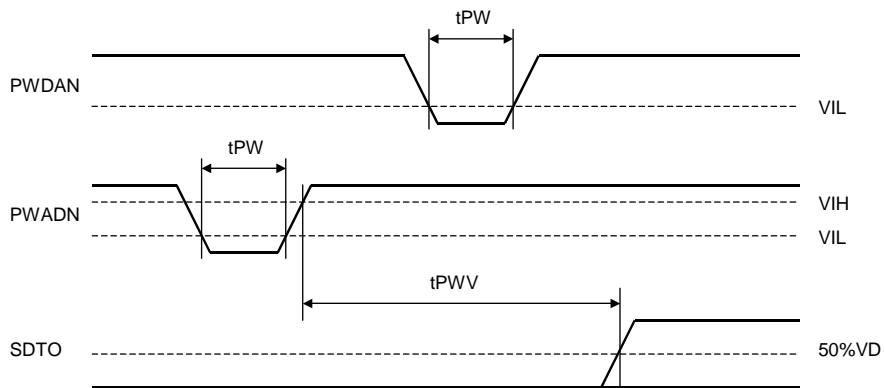 tPW
PWDAN
VIL
tPW
PWADN
VIH
VIL
tPWV
SDTO
50%VD